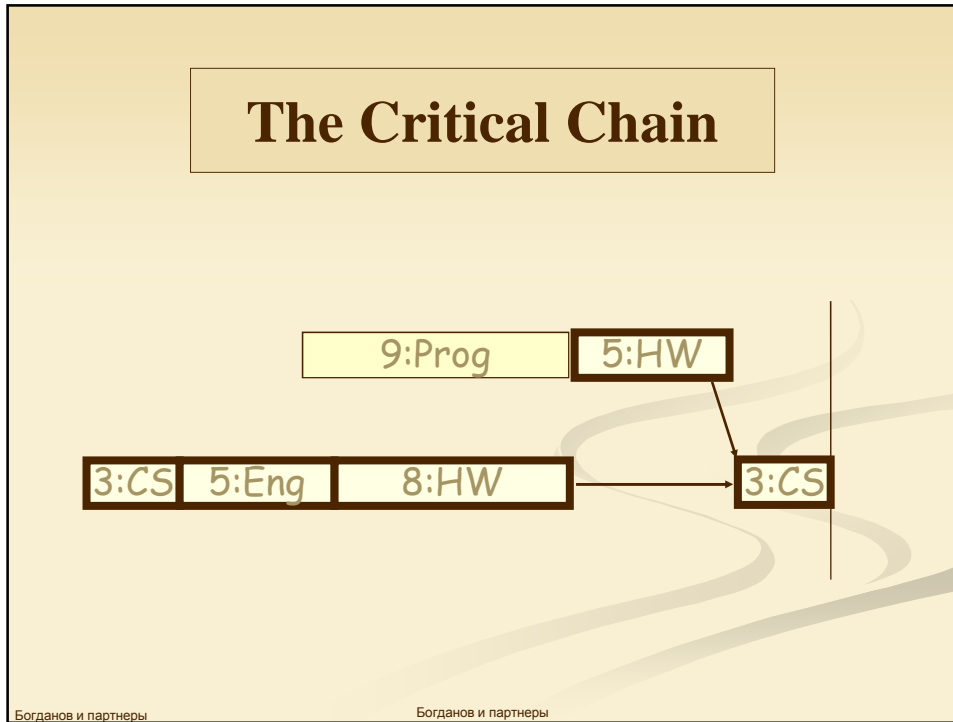 The Critical Chain
9:Prog 5:HW
3:CS 5:Eng 8:HW 3:CS
Богданов и партнеры Богданов и партнеры